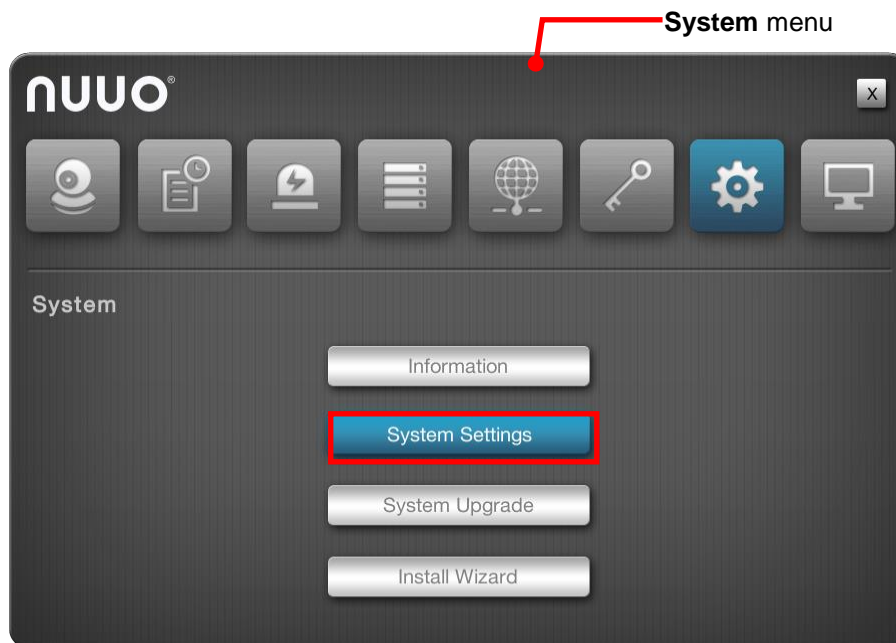 System menu
nuuo®
X
System
Information
System Settings
System Upgrade
Install Wizard